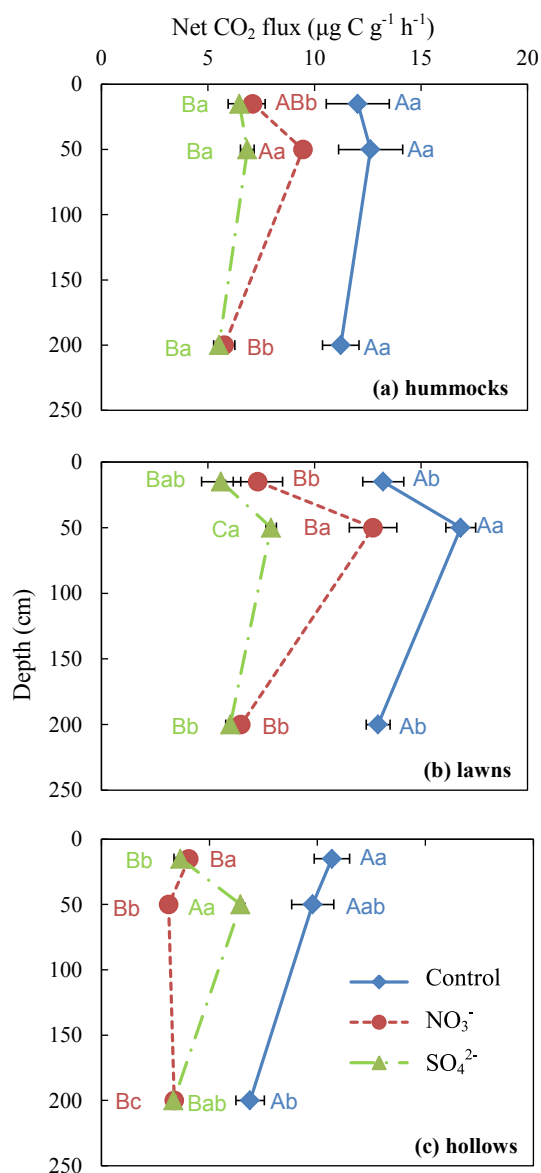 Net CO₂ flux (μg C g⁻¹ h⁻¹)
0 5 10 15 20
0
Ba ABb Aa
50
Ba Aa Aa
100
150
200
Ba Bb Aa
250
(a) hummocks
Depth (cm)
0
Bab Bb Ab
50
Ca Ba Aa
100
150
200
Bb Bb Ab
250
(b) lawns
0
Bb Ba Aa
50
Bb Aa Aab
100
Control
150
NO₃⁻
SO₄²⁻
200
Bc Bab Ab
250
(c) hollows